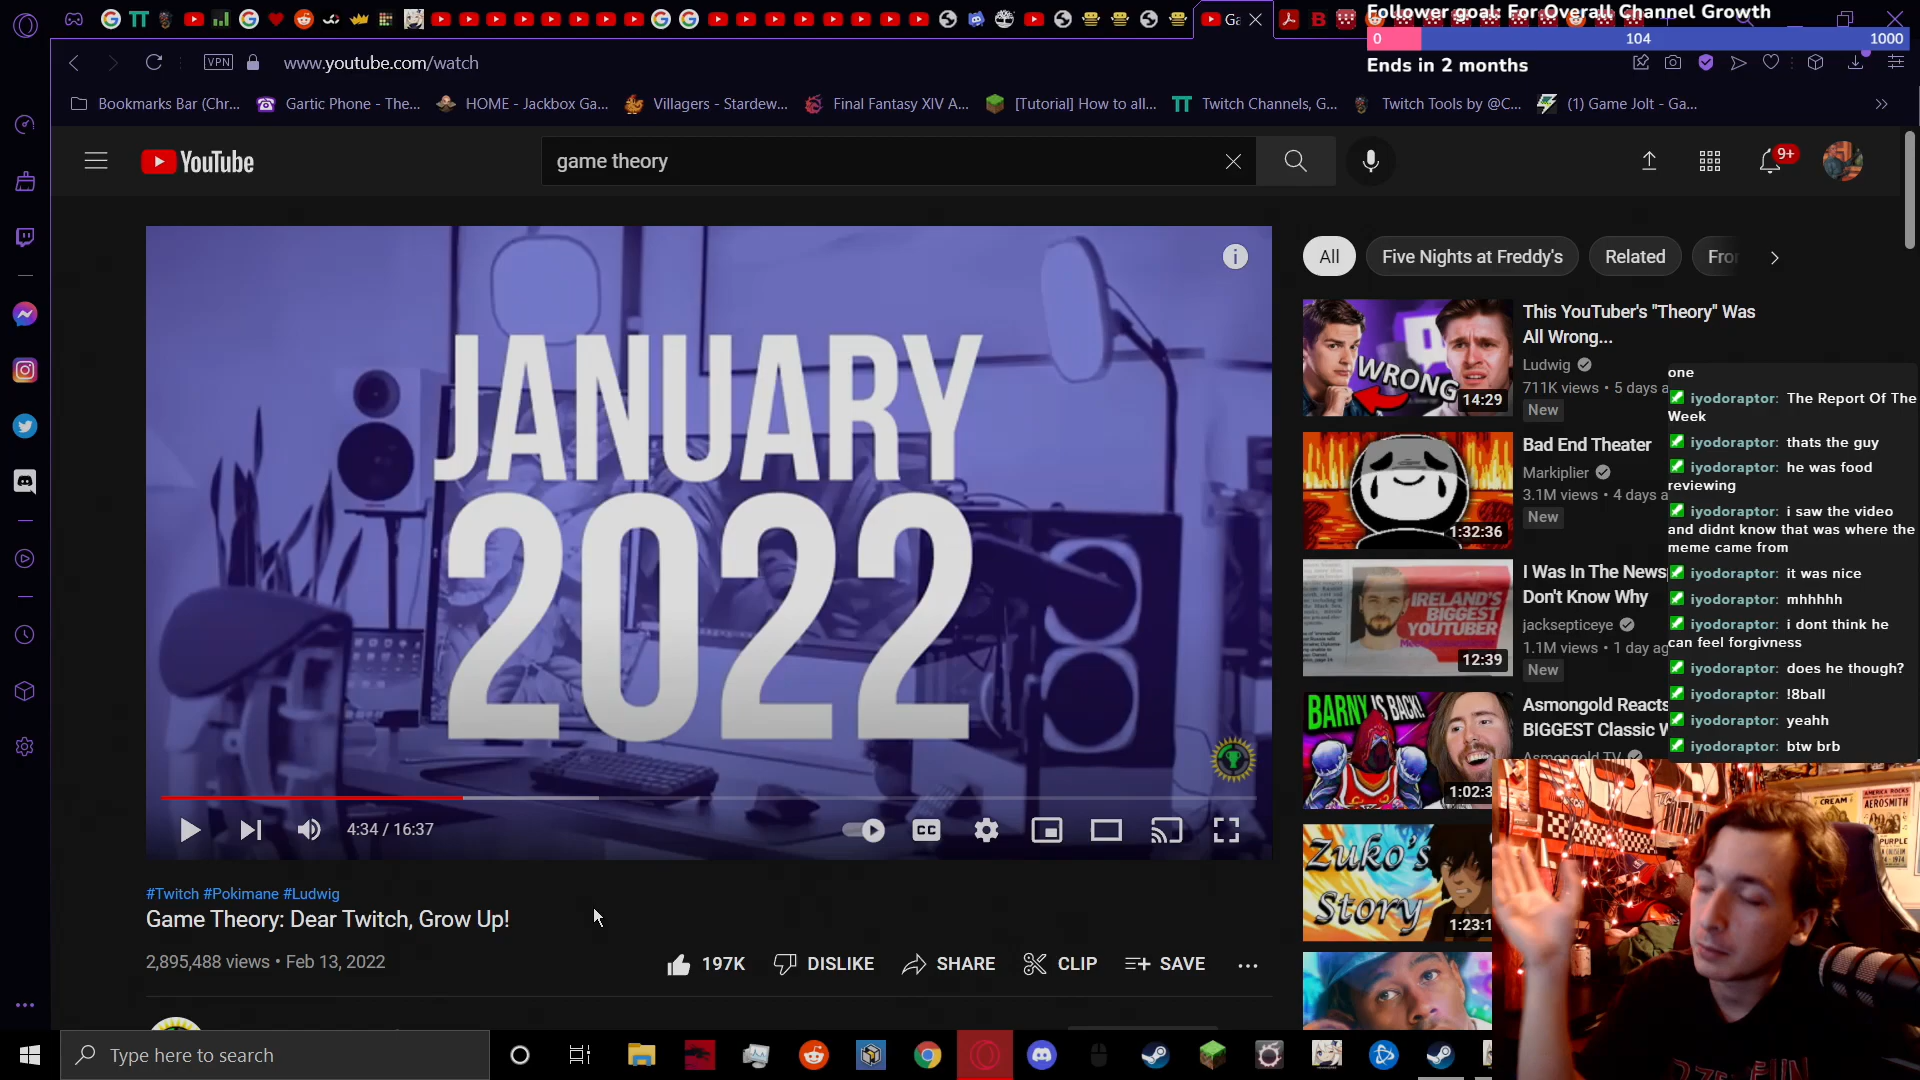 Follower goal: For Overall Channel Growth
0 104 1000
Ends in 2 months
VPN www.youtube.com/watch
Bookmarks Bar (Chr... Gartic Phone - The... HOME - Jackbox Ga... Villagers - Stardew... Final Fantasy XIV A... [Tutorial] How to all... Twitch Channels, G... Twitch Tools by @C... (1) Game Jolt - Ga...
YouTube
game theory
9+
JANUARY
2022
4:34 / 16:37
CC
#Twitch #Pokimane #Ludwig
Game Theory: Dear Twitch, Grow Up!
2,895,488 views • Feb 13, 2022
197K DISLIKE SHARE CLIP SAVE
All Five Nights at Freddy's Related
WRONG
14:29
This YouTuber's "Theory" Was
All Wrong...
Ludwig
711K views • 5 days a
New
1:32:36
Bad End Theater
Markiplier
3.1M views • 4 days a
New
IRELAND'S
BIGGEST
YOUTUBER
12:39
I Was In The News
Don't Know Why
jacksepticeye
1.1M views • 1 day ag
New
BARNY IS BACK!
1:02:3
Asmongold Reacts
BIGGEST Classic
Asmongold TV
Zuko's
Story
1:23:1
one
iyodoraptor: The Report Of The
Week
iyodoraptor: thats the guy
iyodoraptor: he was food
reviewing
iyodoraptor: i saw the video
and didnt know that was where the
meme came from
iyodoraptor: it was nice
iyodoraptor: mhhhhh
iyodoraptor: i dont think he
can feel forgivness
iyodoraptor: does he though?
iyodoraptor: !8ball
iyodoraptor: yeahh
iyodoraptor: btw brb
CREAM
AMERICA ROCKS
AEROSMITH
PURPLE
Type here to search